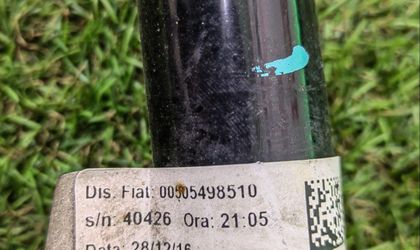 Dis. Fiat: 00505498510
s/n: 40426 Ora: 21:05
Data: 28/12/16